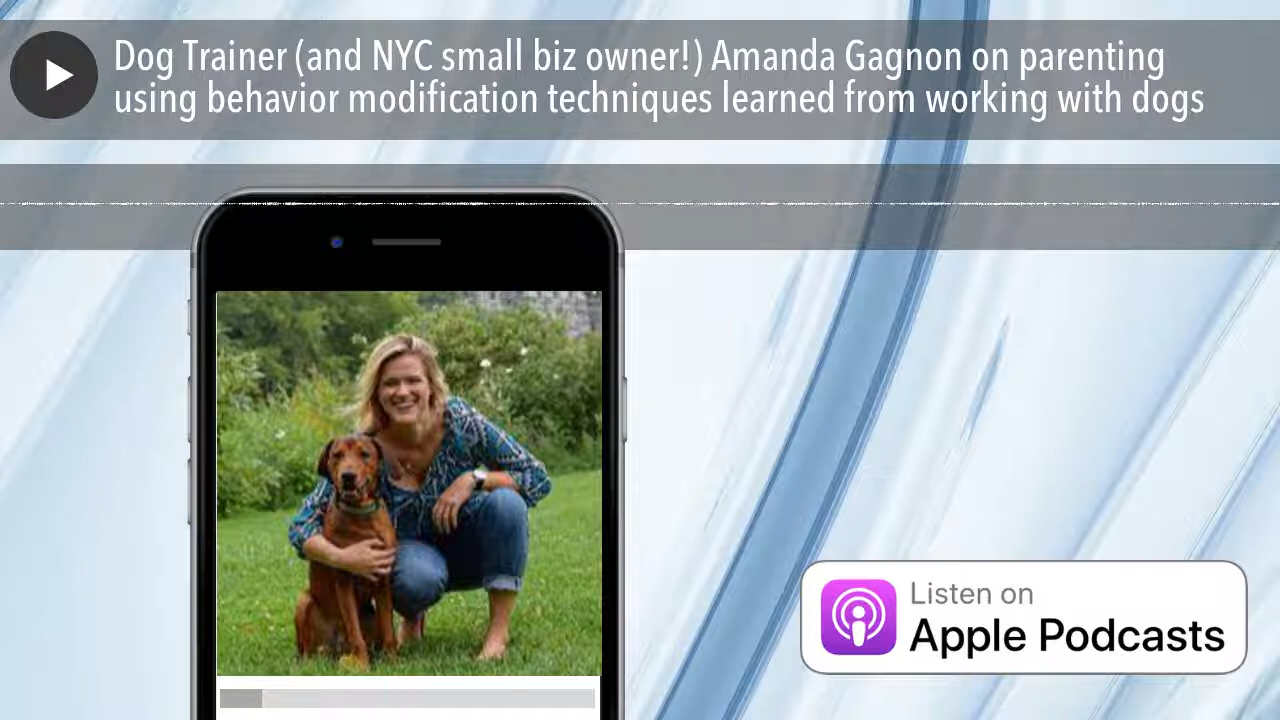 Dog Trainer (and NYC small biz owner!) Amanda Gagnon on parenting
using behavior modification techniques learned from working with dogs
Listen on
Apple Podcasts